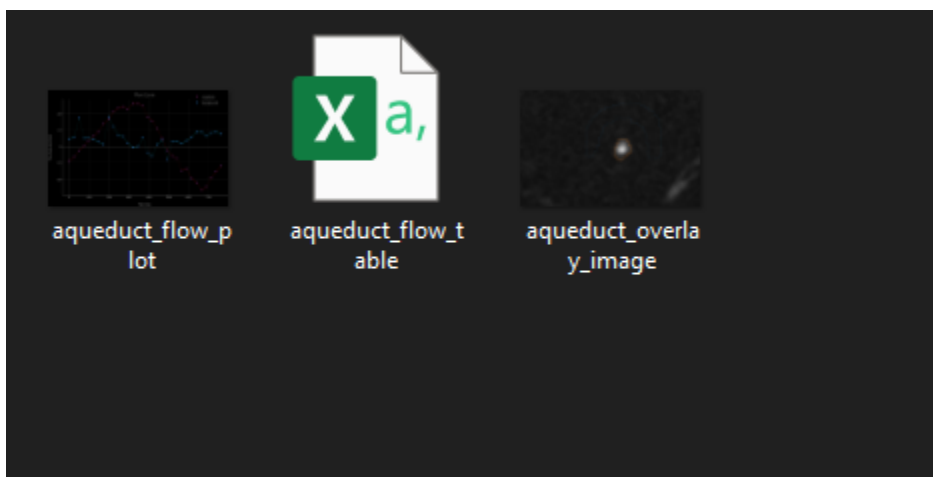 X a,
aqueduct_flow_p
lot
aqueduct_flow_t
able
aqueduct_overla
y_image